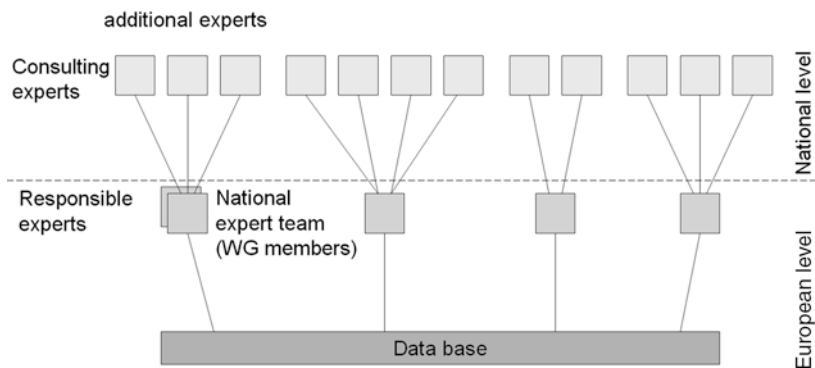 additional experts
Consulting
experts
National level
Responsible
experts
National
expert team
(WG members)
European level
Data base